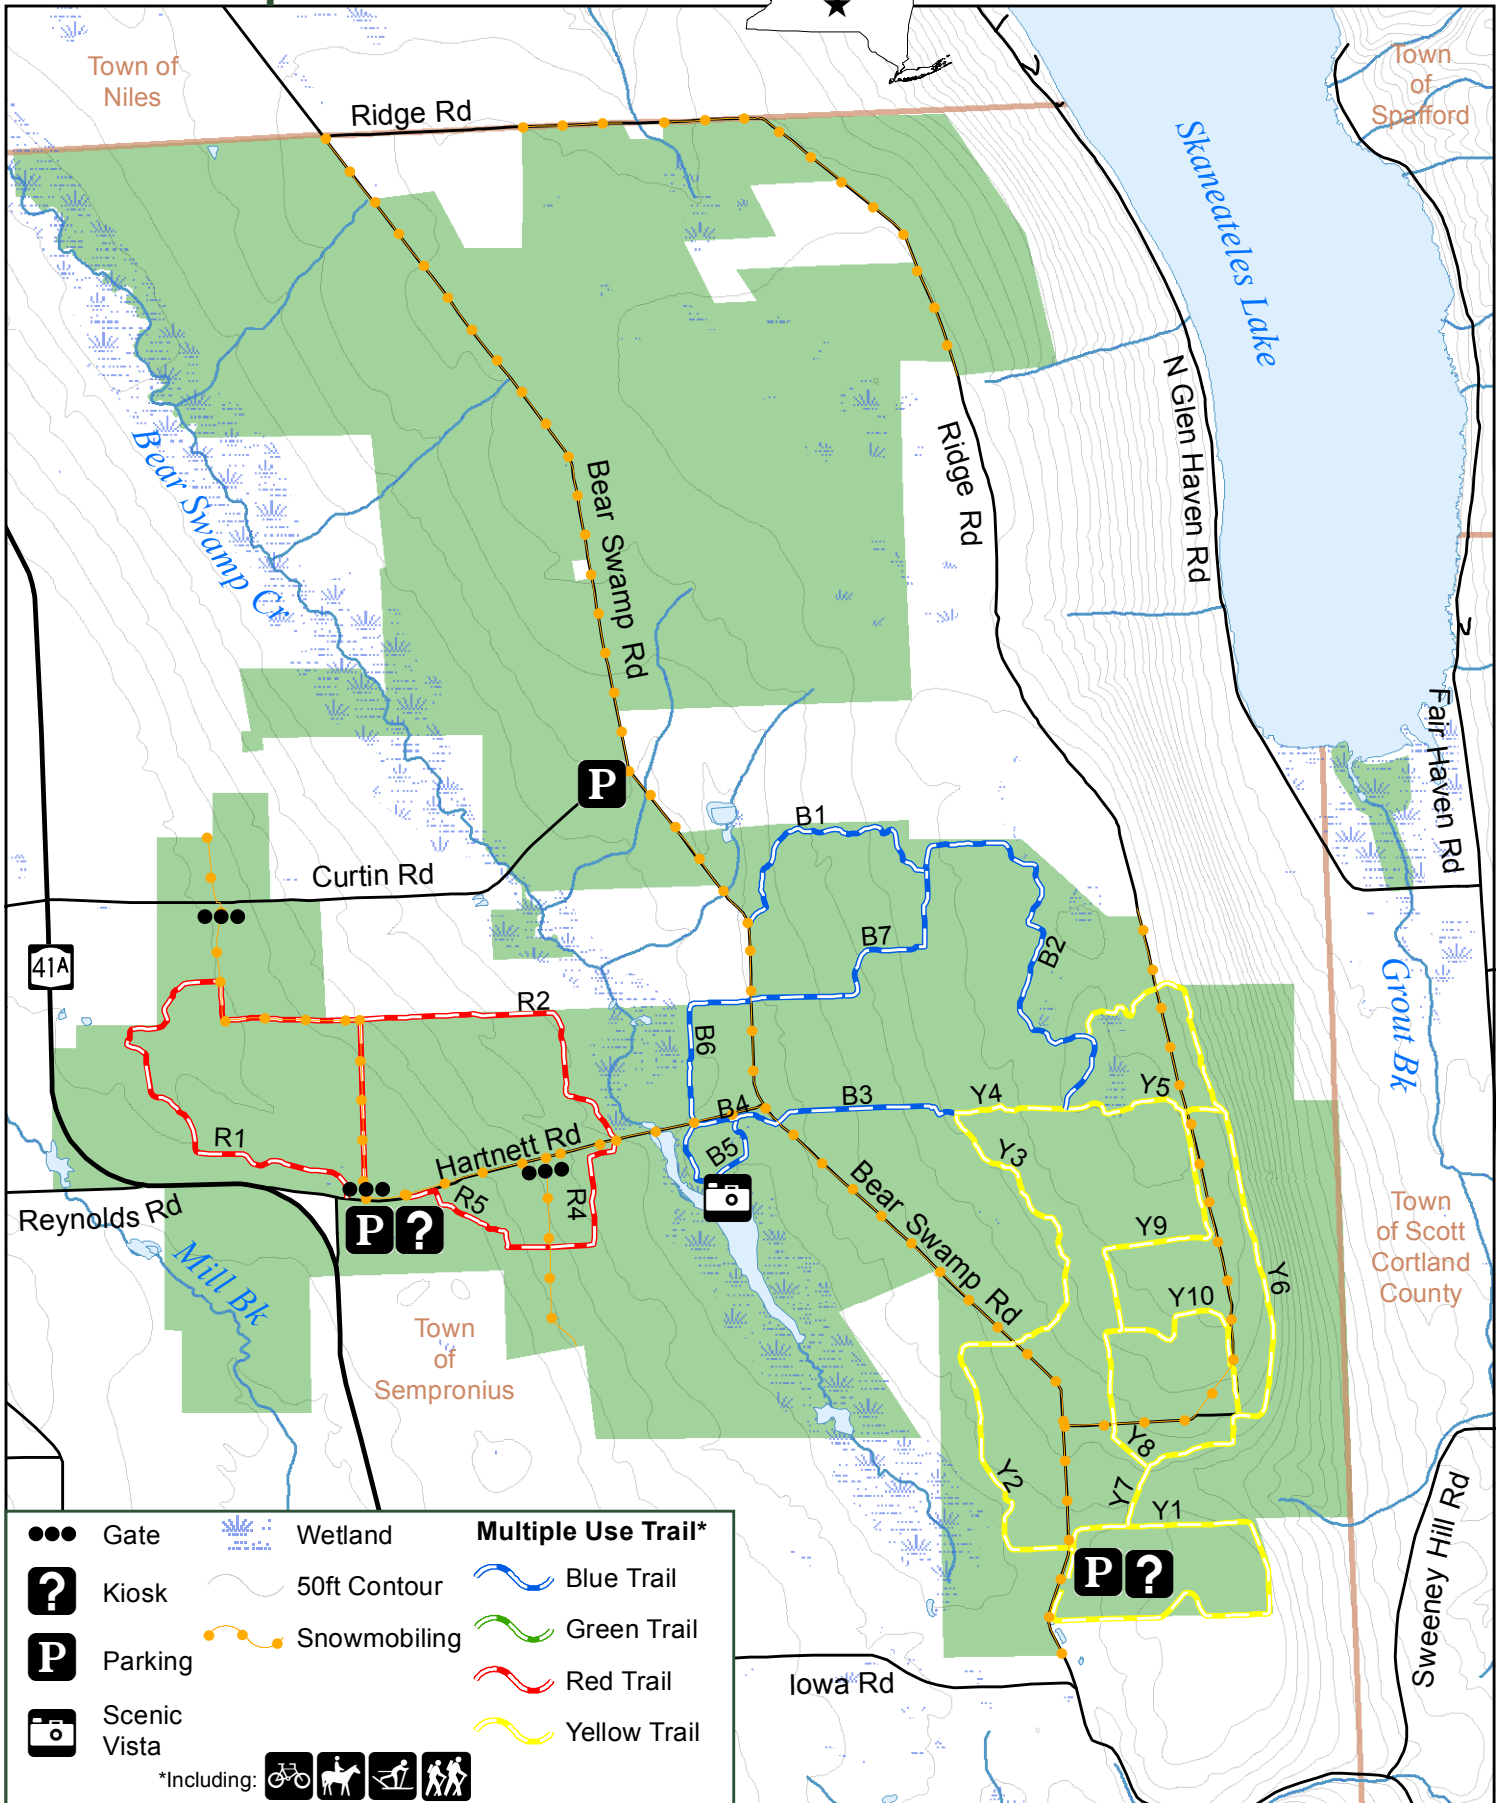 Town of
Niles
Ridge Rd
Town
of
Spafford
Skaneateles Lake
N Glen Haven Rd
Ridge Rd
Bear Swamp Cr
Bear Swamp Rd
Fair Haven Rd
P
B1
Curtin Rd
B7
B2
41A
Grout Bk
R2
B6
Y5
Y4
B3
B4
R1
Hartnett Rd
B5
Y3
Bear Swamp Rd
R5
R4
Reynolds Rd
P ?
Mill Bk
Town
of Scott
Cortland
County
Y9
Y6
Y10
Town
of
Sempronius
Y8
Y2
Y7
Y1
P ?
Sweeney Hill Rd
Iowa Rd
Gate
Wetland
Multiple Use Trail*
? Kiosk
50ft Contour
Blue Trail
Snowmobiling
Green Trail
P Parking
Red Trail
Scenic
Vista
Yellow Trail
*Including: